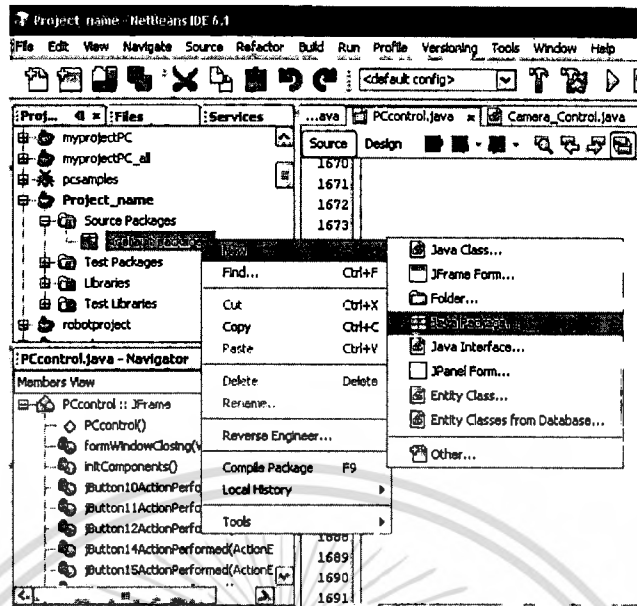 Project_name - NetBeans IDE 6.1
File Edit View Navigate Source Refactor Build Run Profile Versioning Tools Window Help
<default config>
Proj... Files Services
myprojectPC
myprojectPC_all
pcsamples
Project_name
Source Packages
Test Packages
Libraries
Test Libraries
robotproject
...ava PCcontrol.java Camera_Control.java
Source Design
1670
1671
1672
1673
Find... Ctrl+F
Cut Ctrl+X
Copy Ctrl+C
Paste Ctrl+V
Delete Delete
Rename...
Reverse Engineer...
Compile Package F9
Local History
Tools
Java Class...
JFrame Form...
Folder...
Java Package...
Java Interface...
JPanel Form...
Entity Class...
Entity Classes from Database...
Other...
PCcontrol.java - Navigator
Members View
PCcontrol :: JFrame
PCcontrol()
formWindowClosing(
initComponents()
jButton10ActionPerfo
jButton11ActionPerfo
jButton12ActionPerfo
jButton14ActionPerformed(ActionE
jButton15ActionPerformed(ActionE
1688
1689
1690
1691